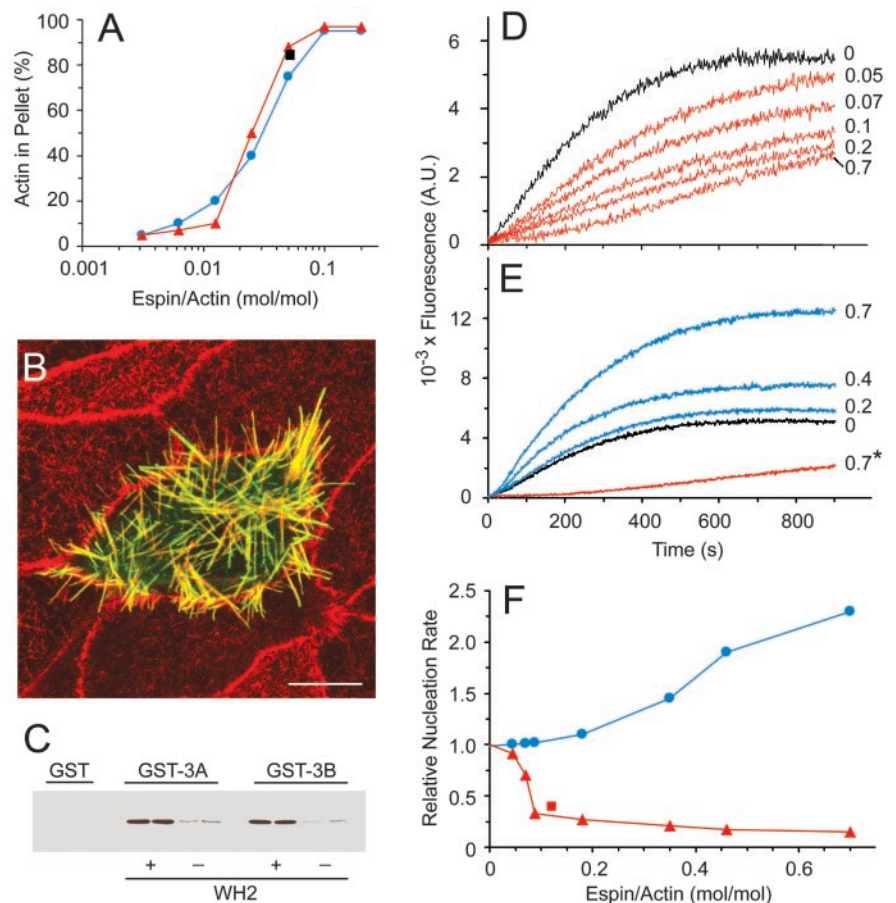 A
Actin in Pellet (%)
100
80
60
40
20
0
0.001
0.01
0.1
Espin/Actin (mol/mol)
B
C
GST
GST-3A
GST-3B
+
–
+
–
WH2
D
10⁻³ x Fluorescence (A.U.)
6
4
2
0
0
0.05
0.07
0.1
0.2
0.7
E
12
8
4
0
0.7
0.4
0.2
0
0.7*
200
400
600
800
Time (s)
F
Relative Nucleation Rate
2.5
2.0
1.5
1.0
0.5
0
0
0.2
0.4
0.6
Espin/Actin (mol/mol)